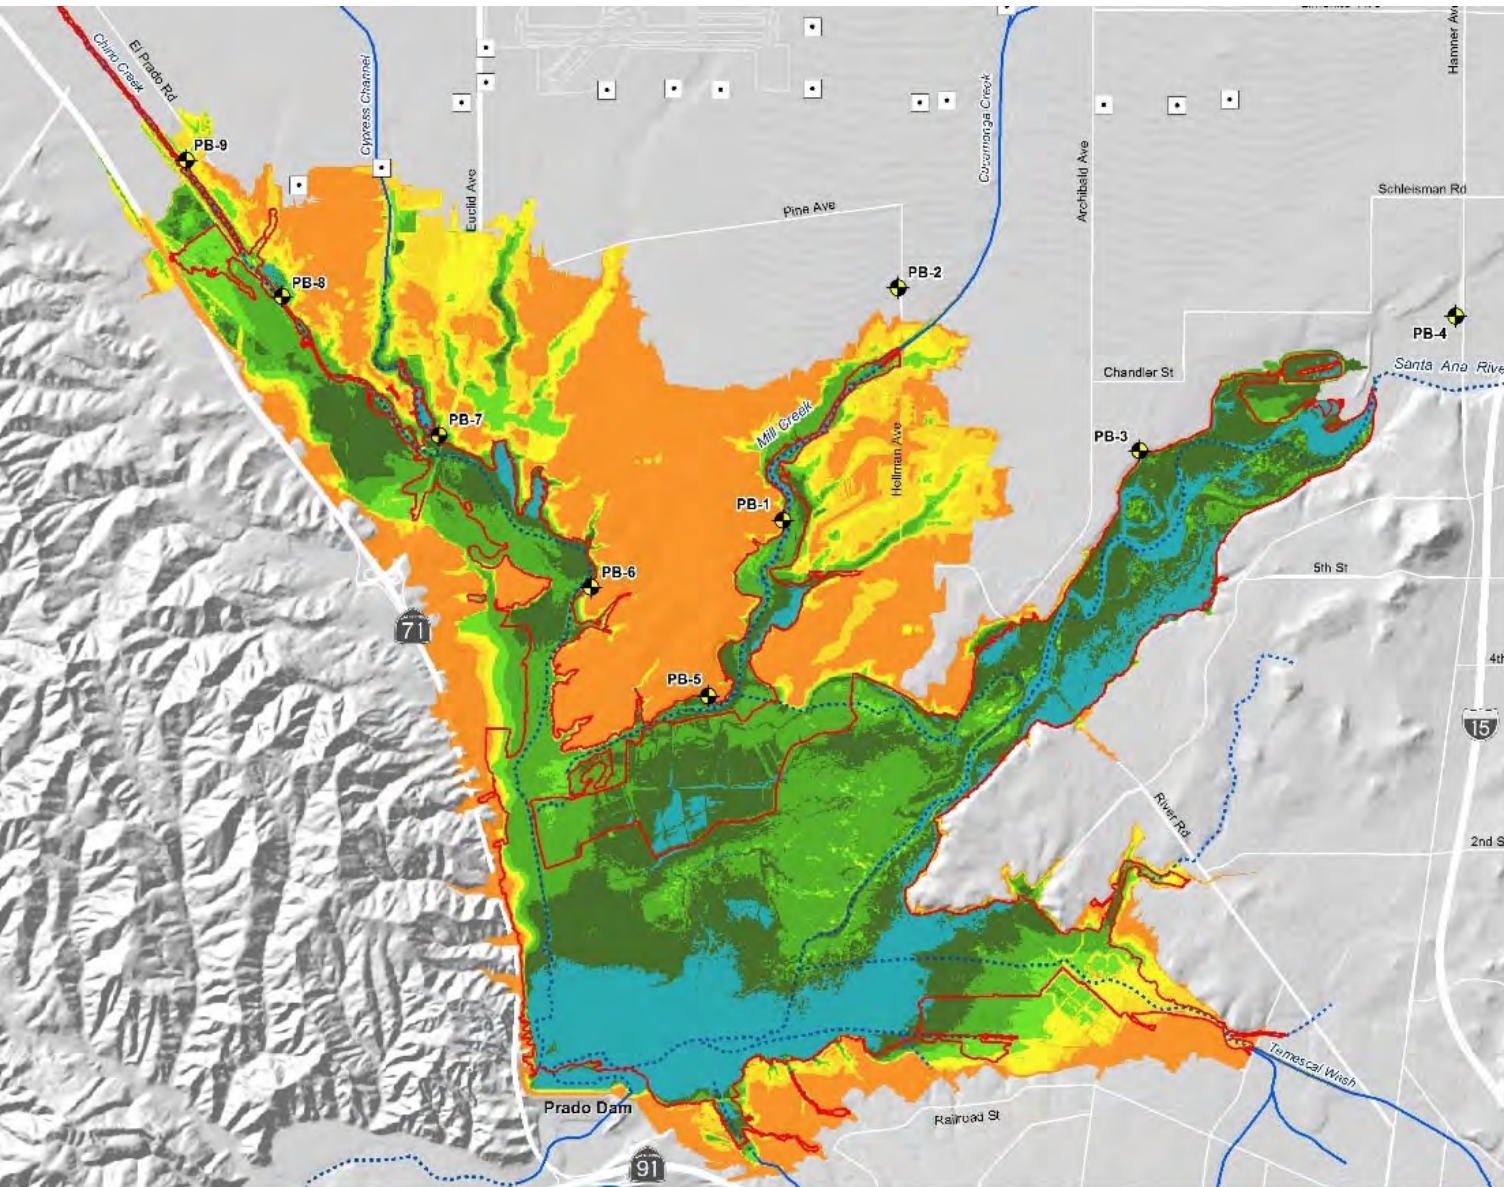 Hamner Av
Chino Creek
El Prado Rd
Cypress Channel
Cucamonga Creek
PB-9
Euclid Ave
Archibald Ave
Schleisman Rd
Pine Ave
PB-2
PB-8
PB-4
Santa Ana Rive
Chandler St
Mill Creek
PB-7
PB-3
Hellman Ave
PB-1
5th St
PB-6
71
4th
PB-5
15
River Rd
2nd S
Temescal Wash
Prado Dam
Railroad St
91